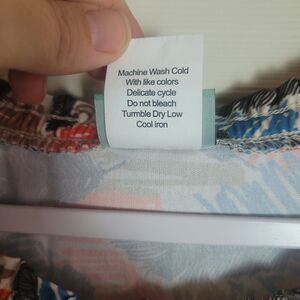 Machine Wash Cold
With like colors
Delicate cycle
Do not bleach
Turmble Dry Low
Cool iron